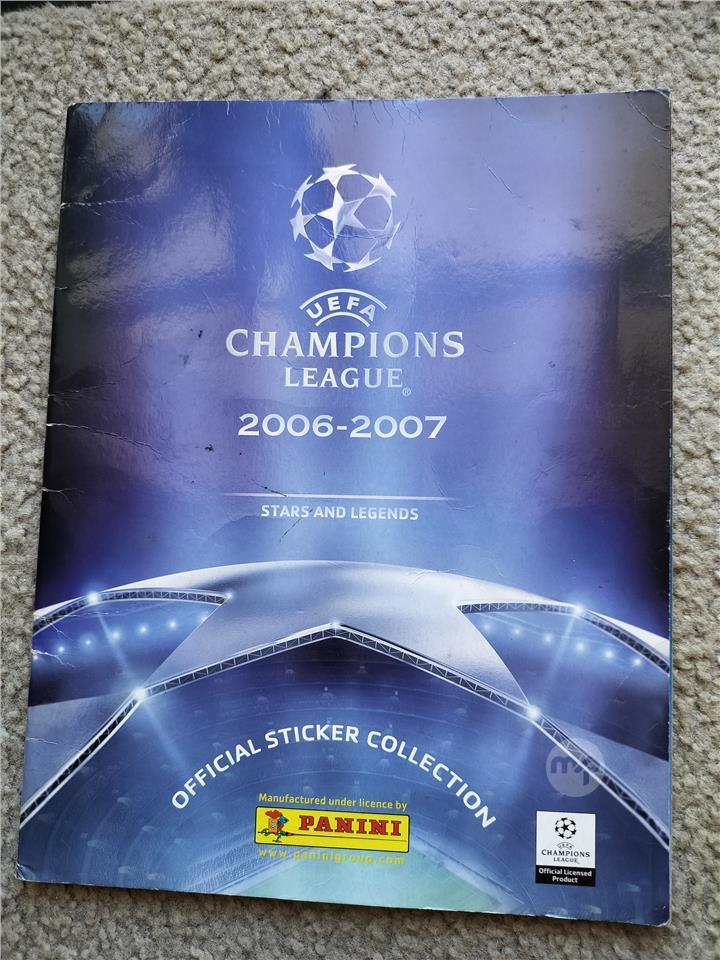 UEFA
CHAMPIONS
LEAGUE®
2006-2007
STARS AND LEGENDS
OFFICIAL STICKER COLLECTION
Manufactured under licence by
PANINI
www.paninigroup.com
UEFA
CHAMPIONS
LEAGUE
Official Licensed
Product